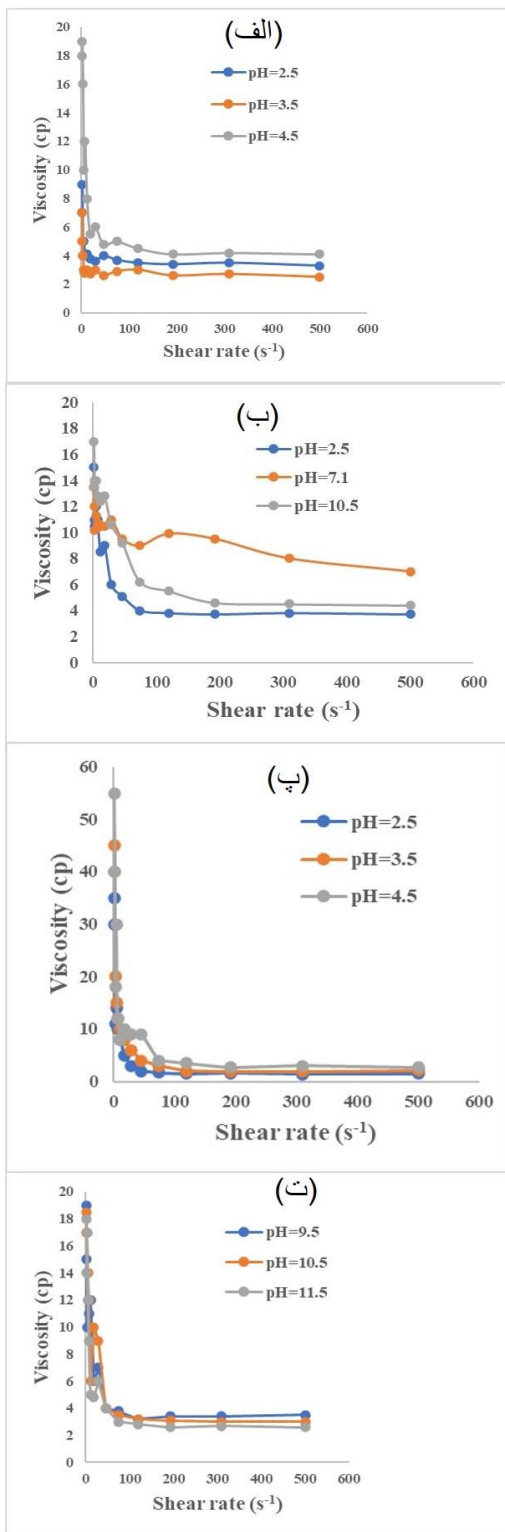 (الف)
pH=2.5
pH=3.5
pH=4.5
Viscosity (cp)
20
18
16
14
12
10
8
6
4
2
0
0 100 200 300 400 500 600
Shear rate (s⁻¹)
(ب)
pH=2.5
pH=7.1
pH=10.5
Viscosity (cp)
20
18
16
14
12
10
8
6
4
2
0
0 100 200 300 400 500 600
Shear rate (s⁻¹)
(پ)
pH=2.5
pH=3.5
pH=4.5
Viscosity (cp)
60
50
40
30
20
10
0
0 100 200 300 400 500 600
Shear rate (s⁻¹)
(ت)
pH=9.5
pH=10.5
pH=11.5
Viscosity (cp)
20
18
16
14
12
10
8
6
4
2
0
0 100 200 300 400 500 600
Shear rate (s⁻¹)